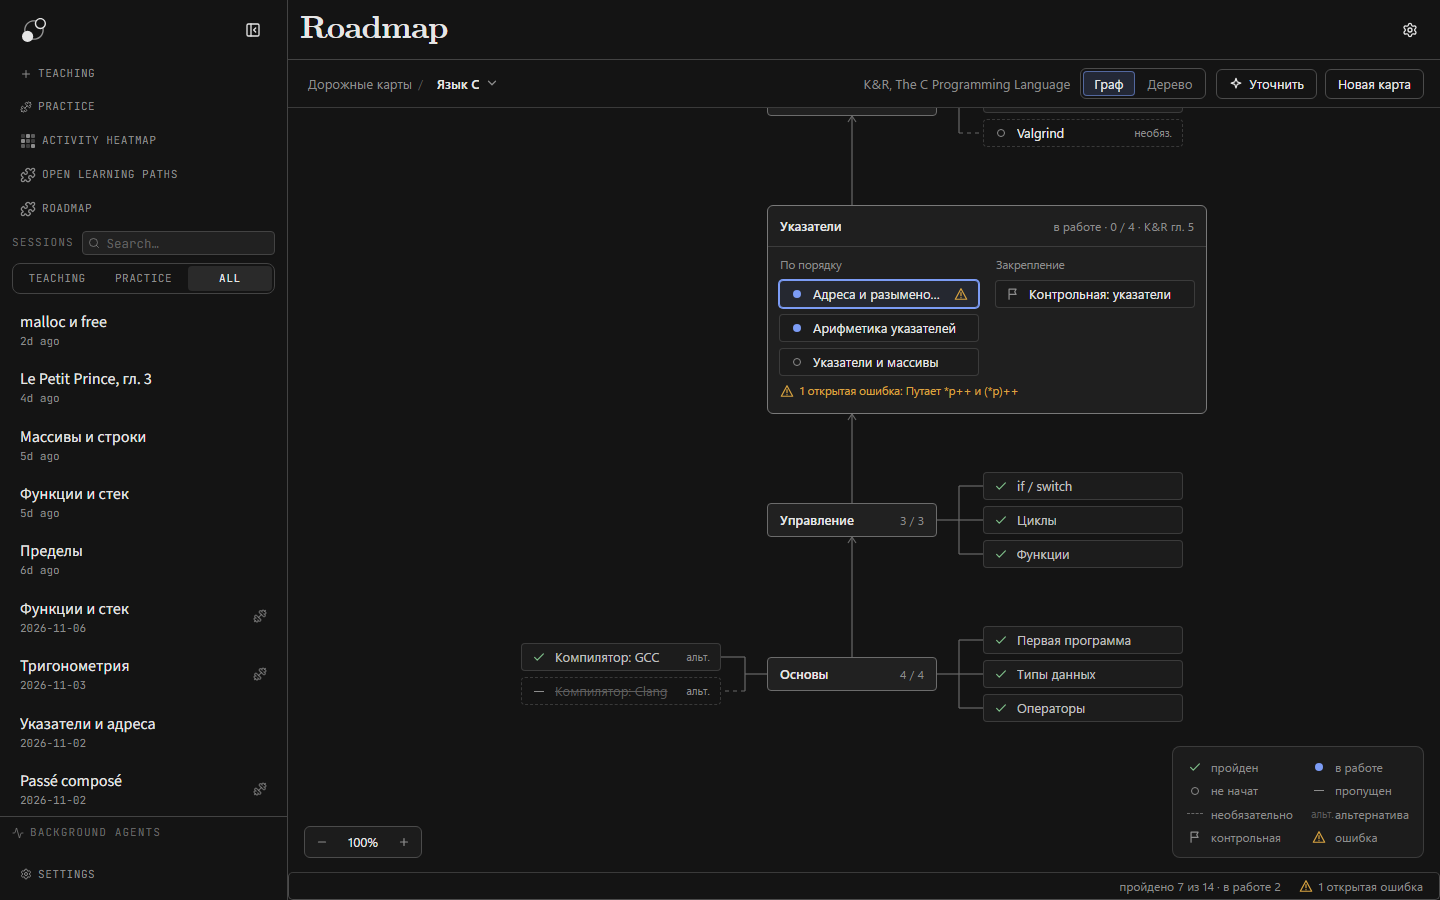 Roadmap
TEACHING
PRACTICE
ACTIVITY HEATMAP
OPEN LEARNING PATHS
ROADMAP
SESSIONS
Search…
TEACHING PRACTICE ALL
malloc и free
2d ago
Le Petit Prince, гл. 3
4d ago
Массивы и строки
5d ago
Функции и стек
5d ago
Пределы
6d ago
Функции и стек
2026-11-06
Тригонометрия
2026-11-03
Указатели и адреса
2026-11-02
Passé composé
2026-11-02
BACKGROUND AGENTS
SETTINGS
Дорожные карты / Язык C
K&R, The C Programming Language
Граф Дерево
Уточнить
Новая карта
Valgrind необяз.
Указатели в работе · 0 / 4 · K&R гл. 5
По порядку Закрепление
Адреса и разымено... Контрольная: указатели
Арифметика указателей
Указатели и массивы
1 открытая ошибка: Путает *p++ и (*p)++
Управление 3 / 3
if / switch
Циклы
Функции
Компилятор: GCC альт.
Компилятор: Clang альт.
Основы 4 / 4
Первая программа
Типы данных
Операторы
пройден в работе
не начат пропущен
необязательно альт. альтернатива
контрольная ошибка
− 100% +
пройдено 7 из 14 · в работе 2 1 открытая ошибка